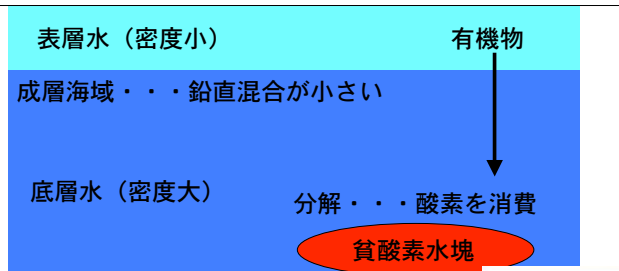 表層水（密度小）
有機物
成層海域・・・鉛直混合が小さい
底層水（密度大）
分解・・・酸素を消費
貧酸素水塊